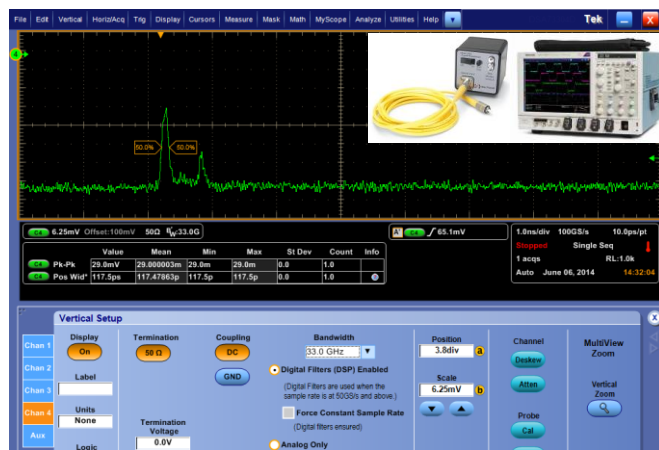 File Edit Vertical Horiz/Acq Trig Display Cursors Measure Mask Math MyScope Analyze Utilities Help Tek X
4
50.0% 50.0%
C4 6.25mV Offset:100mV 50Ω BW:33.0G
A' C4 65.1mV
1.0ns/div 100GS/s 10.0ps/pt
Stopped Single Seq
1 acqs RL:1.0k
Auto June 06, 2014 14:32:04
Value Mean Min Max St Dev Count Info
C4 Pk-Pk 29.0mV 29.000003m 29.0m 29.0m 0.0 1.0
C4 Pos Wid* 117.5ps 117.47863p 117.5p 117.5p 0.0 1.0
Vertical Setup X
Chan 1
Chan 2
Chan 3
Chan 4
Aux
Display
On
Label
Units
None
Logic
Termination
50 Ω
Termination
Voltage
0.0V
Coupling
DC
GND
Bandwidth
33.0 GHz
Digital Filters (DSP) Enabled
(Digital Filters are used when the
sample rate is at 50GS/s and above.)
Force Constant Sample Rate
(Digital filters ensured)
Analog Only
Position
3.8div a
Scale
6.25mV b
Channel
Deskew
Atten
Probe
Cal
MultiView
Zoom
Vertical
Zoom